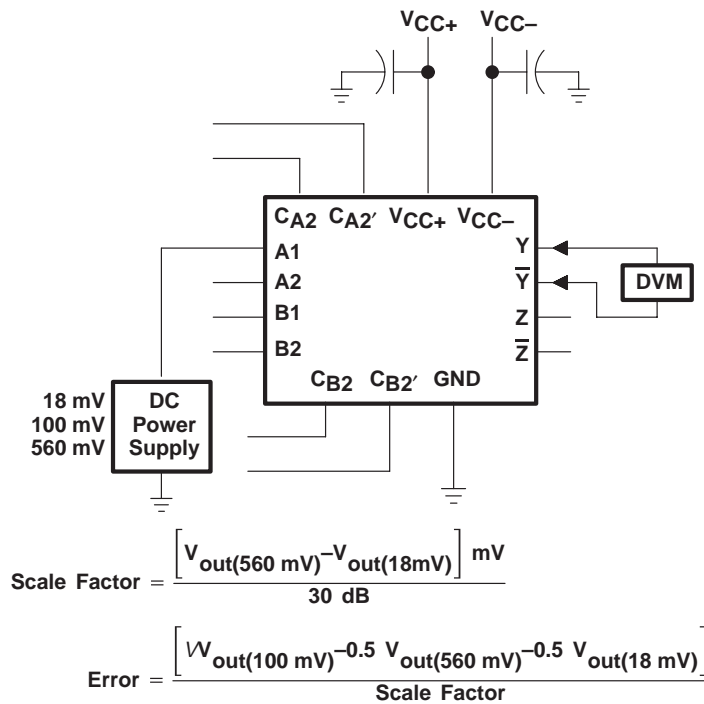 VCC+ VCC–
CA2 CA2′ VCC+ VCC–
A1 Y
A2 Y̅ DVM
B1 Z
B2 Z̅
CB2 CB2′ GND
18 mV DC
100 mV Power
560 mV Supply
Scale Factor = [Vout(560 mV)–Vout(18mV)] mV
30 dB
Error = [VVout(100 mV)–0.5 Vout(560 mV)–0.5 Vout(18 mV)]
Scale Factor